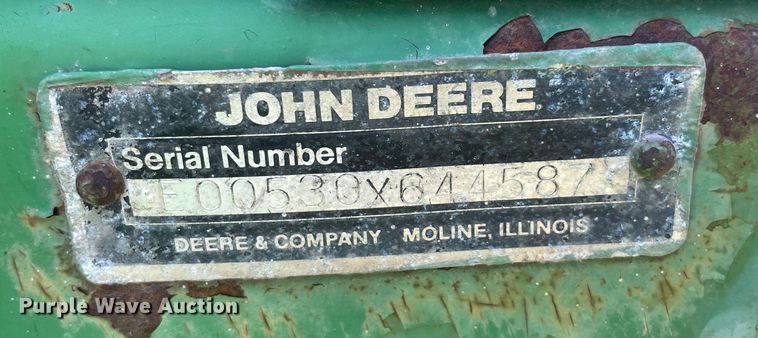 JOHN DEERE
Serial Number
E00530X644587
DEERE & COMPANY MOLINE, ILLINOIS
Purple Wave Auction